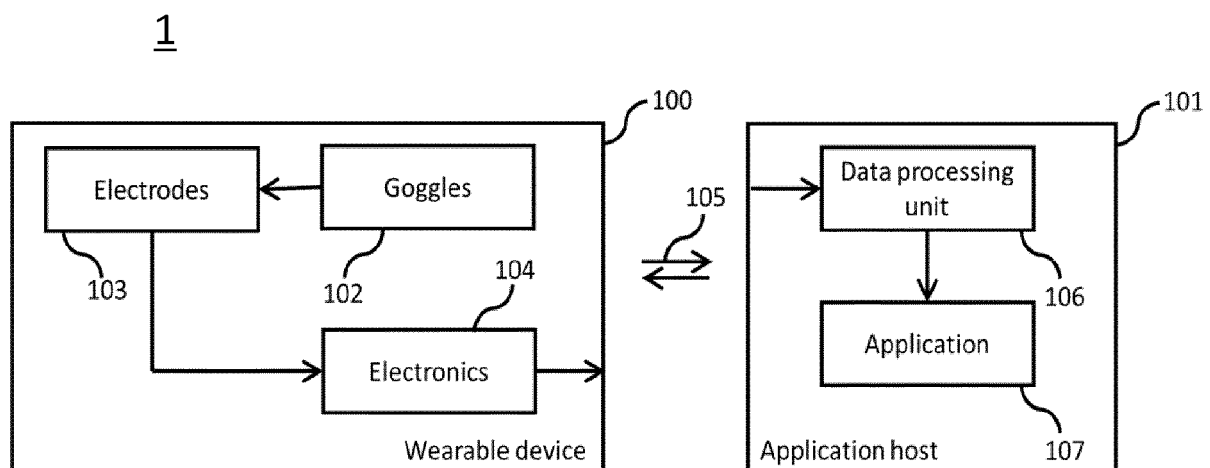 1
100
101
Electrodes
Goggles
Data processing
unit
105
103
102
104
106
Electronics
Application
Wearable device
Application host
107